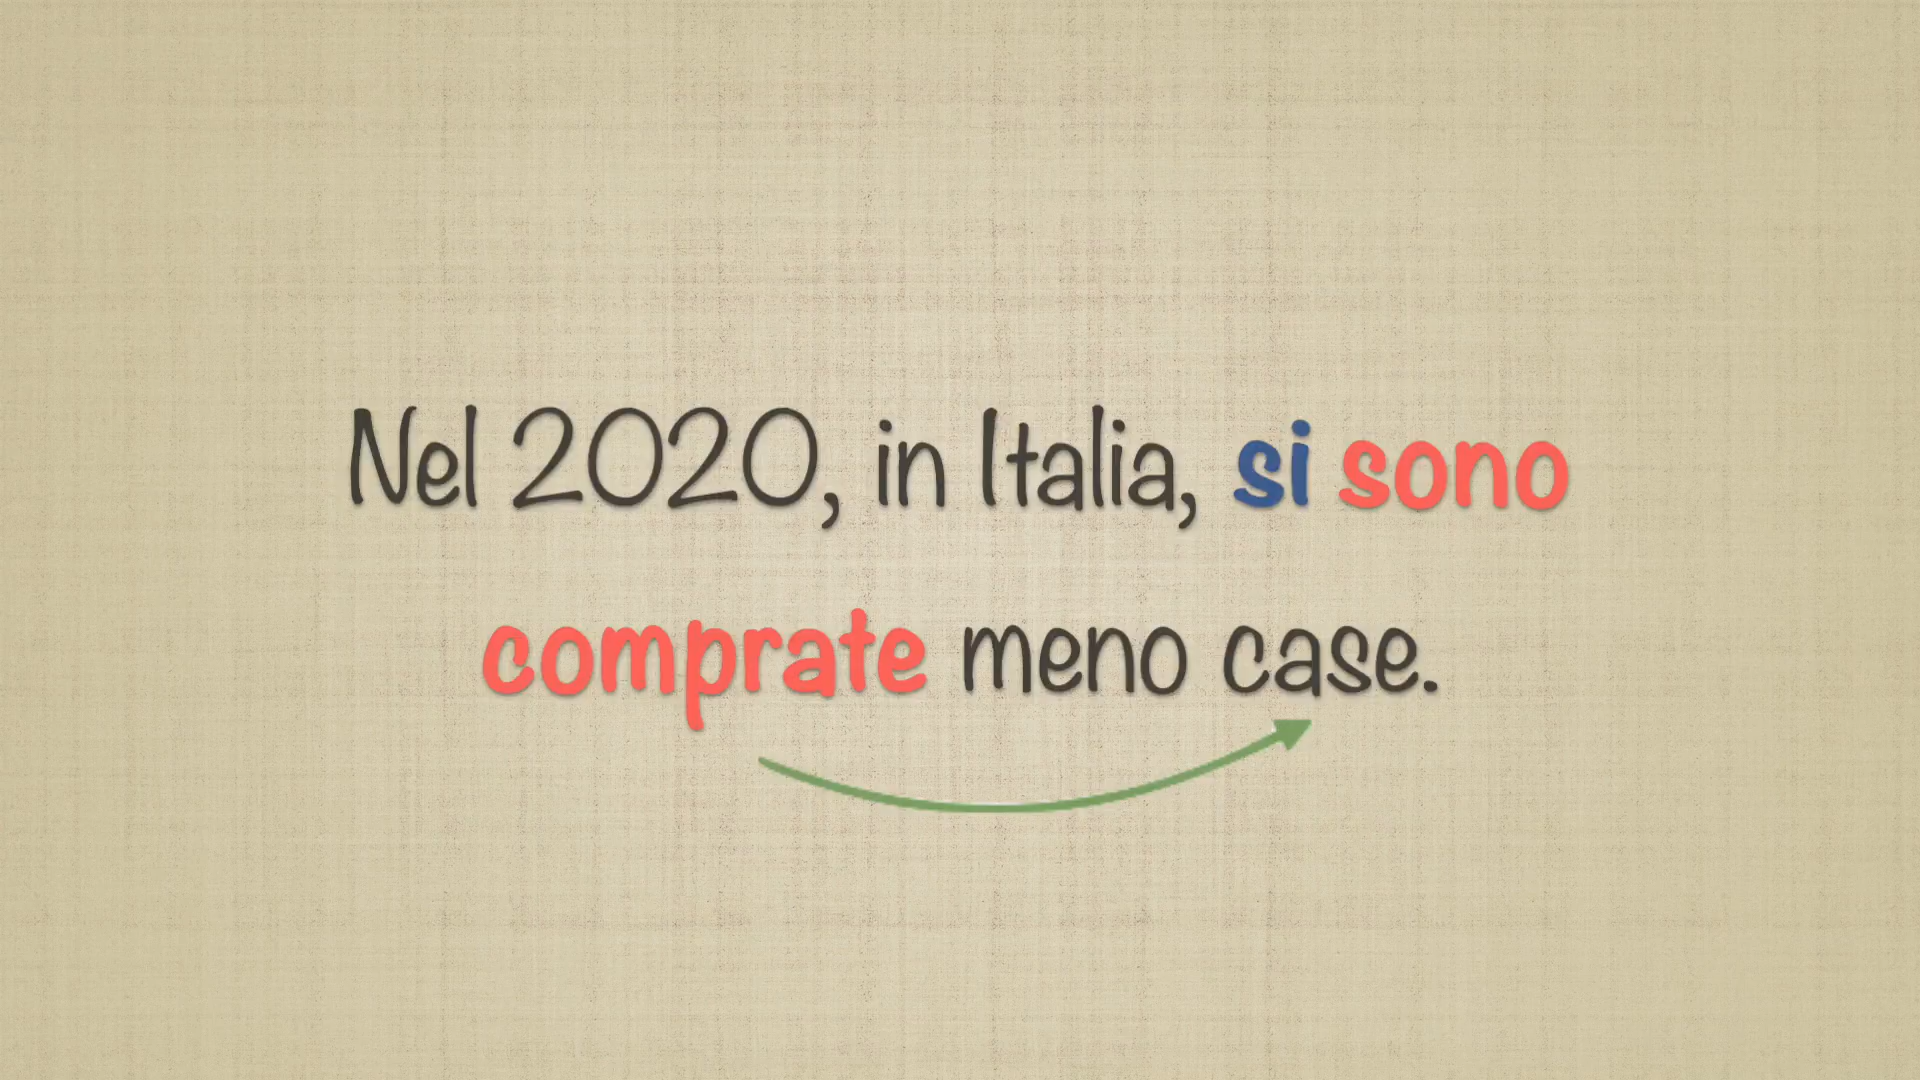 Nel 2020, in Italia, si sono
comprate meno case.